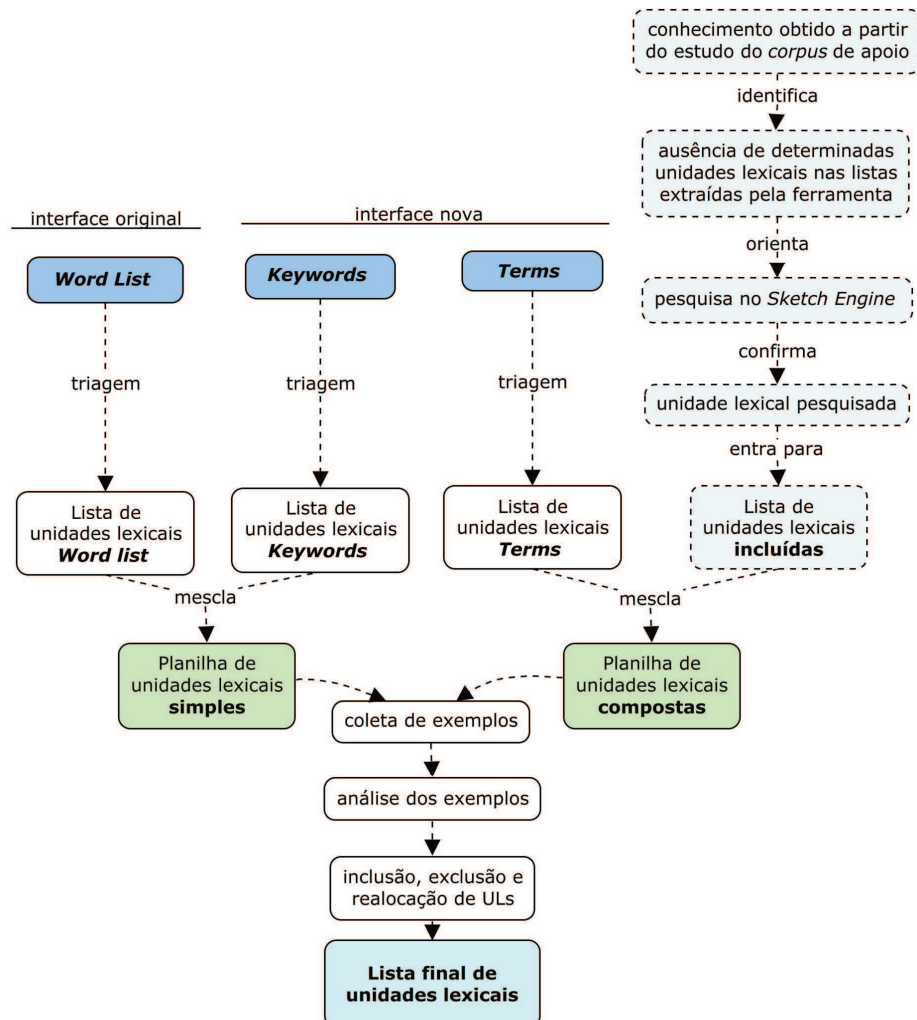 conhecimento obtido a partir
do estudo do corpus de apoio
identifica
ausência de determinadas
unidades lexicais nas listas
extraídas pela ferramenta
interface original
interface nova
orienta
Word List
Keywords
Terms
pesquisa no Sketch Engine
confirma
triagem
triagem
triagem
unidade lexical pesquisada
entra para
Lista de
unidades lexicais
Word list
Lista de
unidades lexicais
Keywords
Lista de
unidades lexicais
Terms
Lista de
unidades lexicais
incluídas
mescla
mescla
Planilha de
unidades lexicais
simples
Planilha de
unidades lexicais
compostas
coleta de exemplos
análise dos exemplos
inclusão, exclusão e
realocação de ULs
Lista final de
unidades lexicais